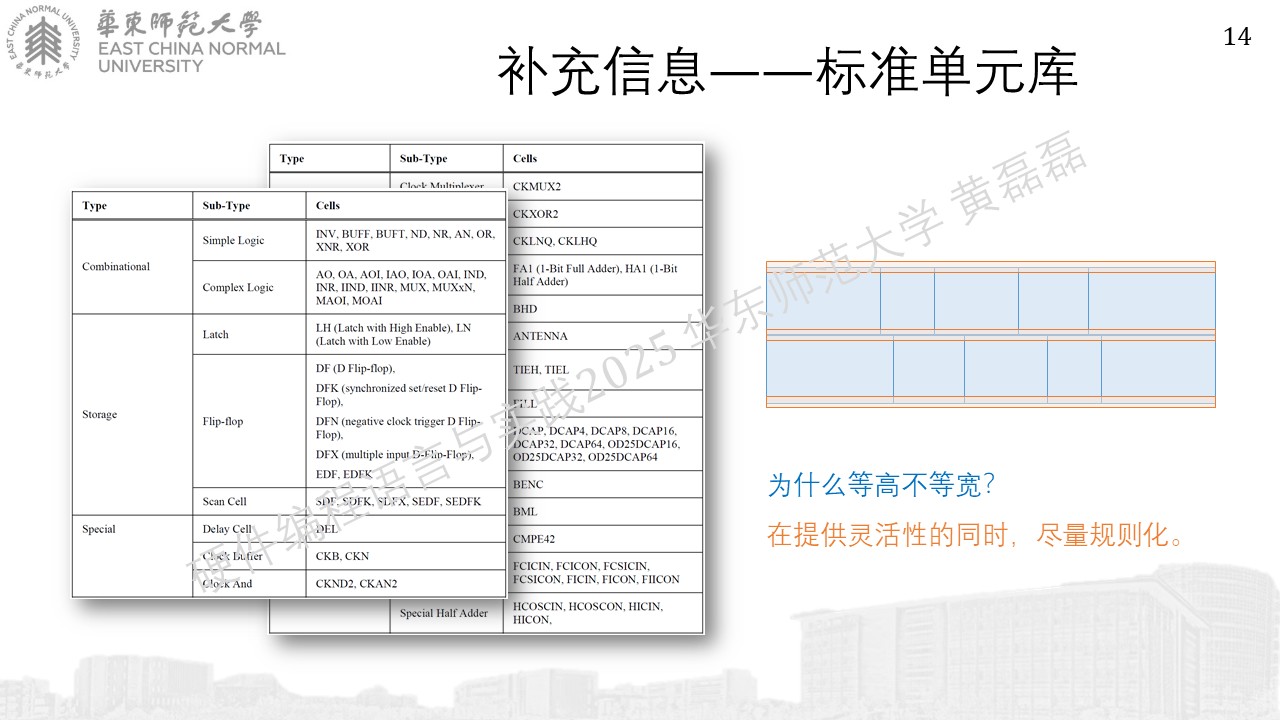 華東師範大學
EAST CHINA NORMAL
UNIVERSITY
EAST CHINA NORMAL UNIVERSITY
華東師範大學
14
补充信息——标准单元库
Type Sub-Type Cells
Clock Multiplexer CKMUX2
CKXOR2
CKLNQ, CKLHQ
FA1 (1-Bit Full Adder), HA1 (1-Bit
Half Adder)
BHD
ANTENNA
TIEH, TIEL
FILL
DCAP, DCAP4, DCAP8, DCAP16,
DCAP32, DCAP64, OD25DCAP16,
OD25DCAP32, OD25DCAP64
BENC
BML
CMPE42
FCICIN, FCICON, FCSICIN,
FCSICON, FICIN, FICON, FIICON
Special Half Adder HCOSCIN, HCOSCON, HICIN,
HICON,
Type Sub-Type Cells
Combinational
Simple Logic
INV, BUFF, BUFT, ND, NR, AN, OR,
XNR, XOR
Complex Logic
AO, OA, AOI, IAO, IOA, OAI, IND,
INR, IIND, IINR, MUX, MUXxN,
MAOI, MOAI
Storage
Latch
LH (Latch with High Enable), LN
(Latch with Low Enable)
Flip-flop
DF (D Flip-flop),
DFK (synchronized set/reset D Flip-
Flop),
DFN (negative clock trigger D Flip-
Flop),
DFX (multiple input D-Flip-Flop),
EDF, EDFK
Scan Cell SDF, SDFK, SDFX, SEDF, SEDFK
Special
Delay Cell DEL
Clock Buffer CKB, CKN
Clock And CKND2, CKAN2
为什么等高不等宽？
在提供灵活性的同时，尽量规则化。
硬件编程语言与实践2025 华东师范大学 黄磊磊